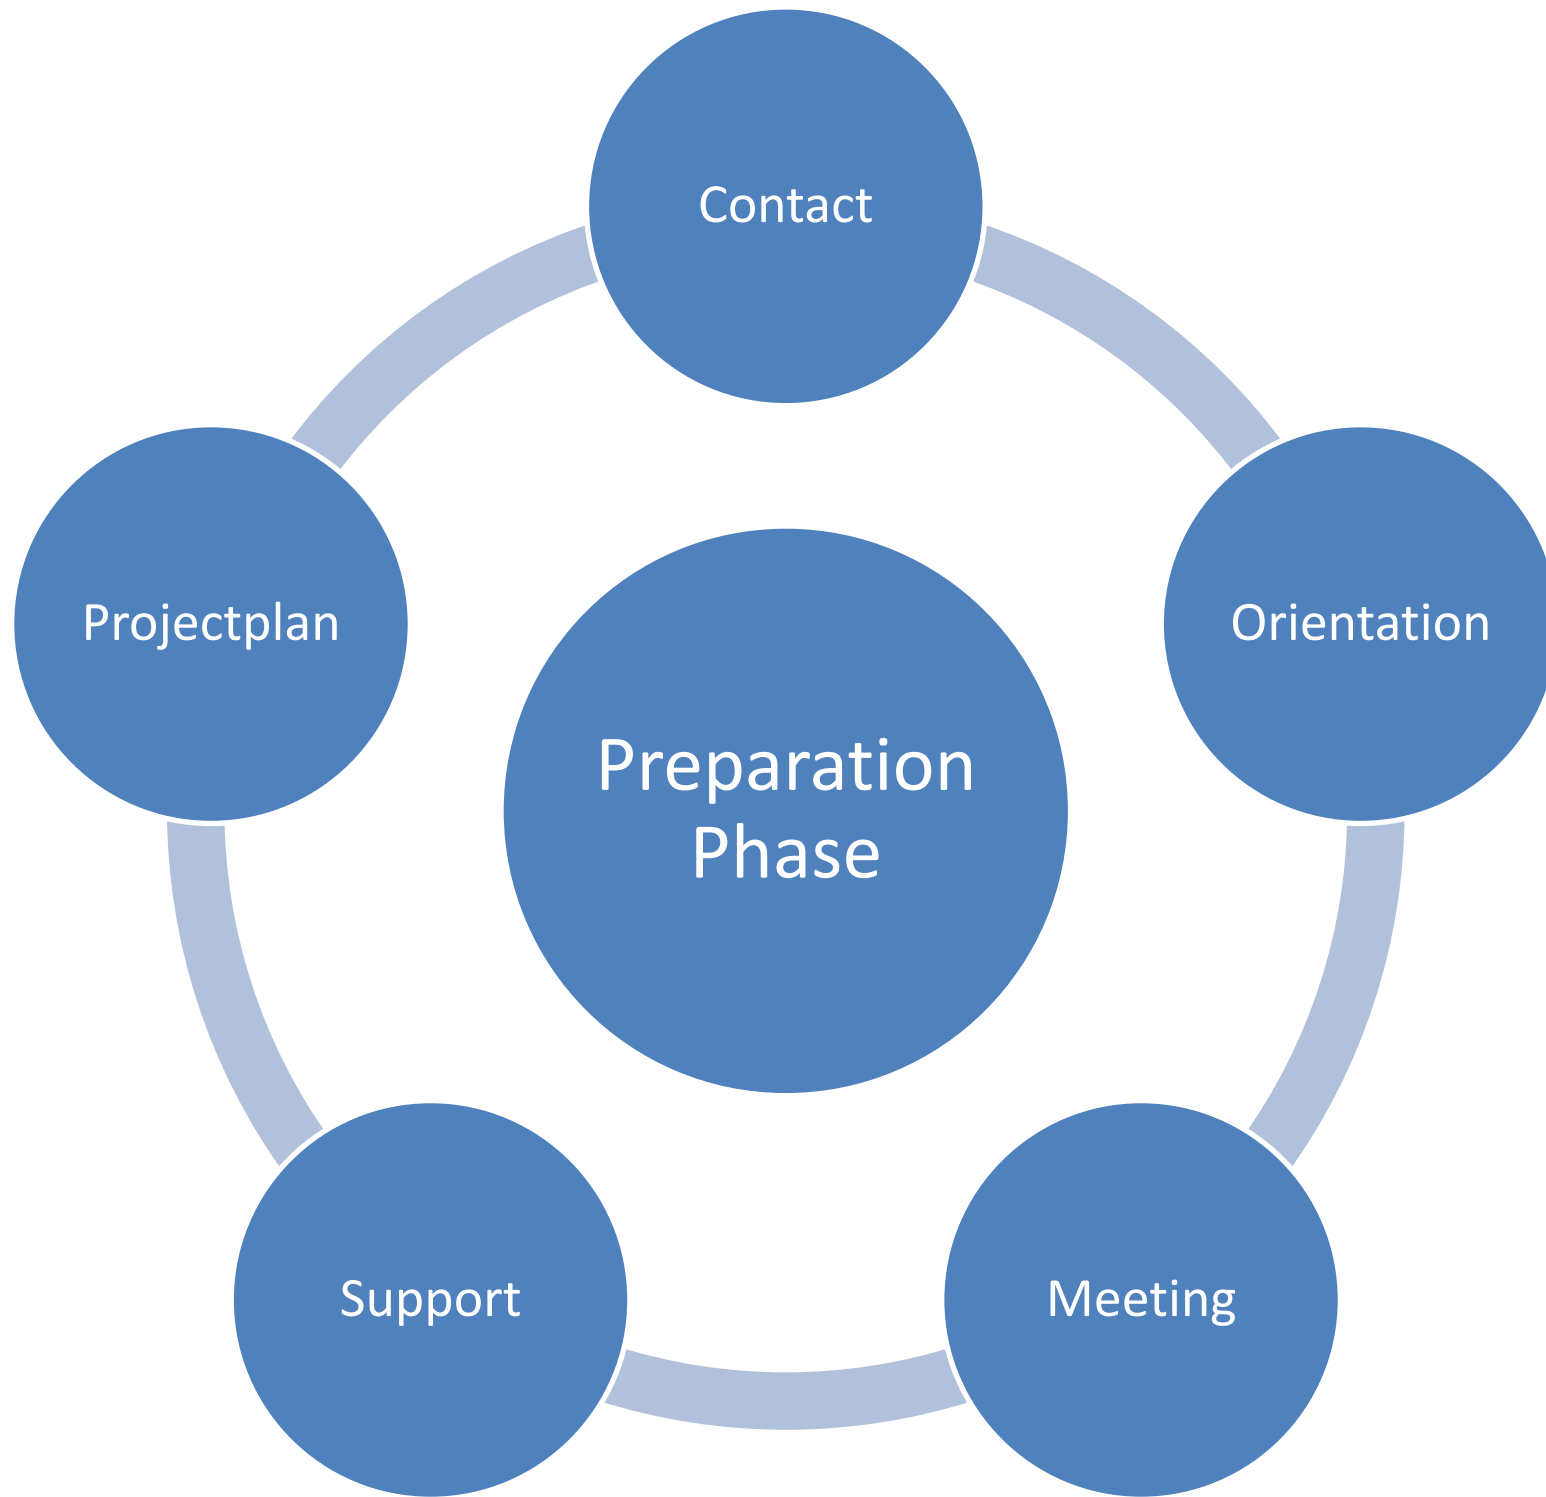 Contact
Projectplan
Orientation
Preparation
Phase
Support
Meeting